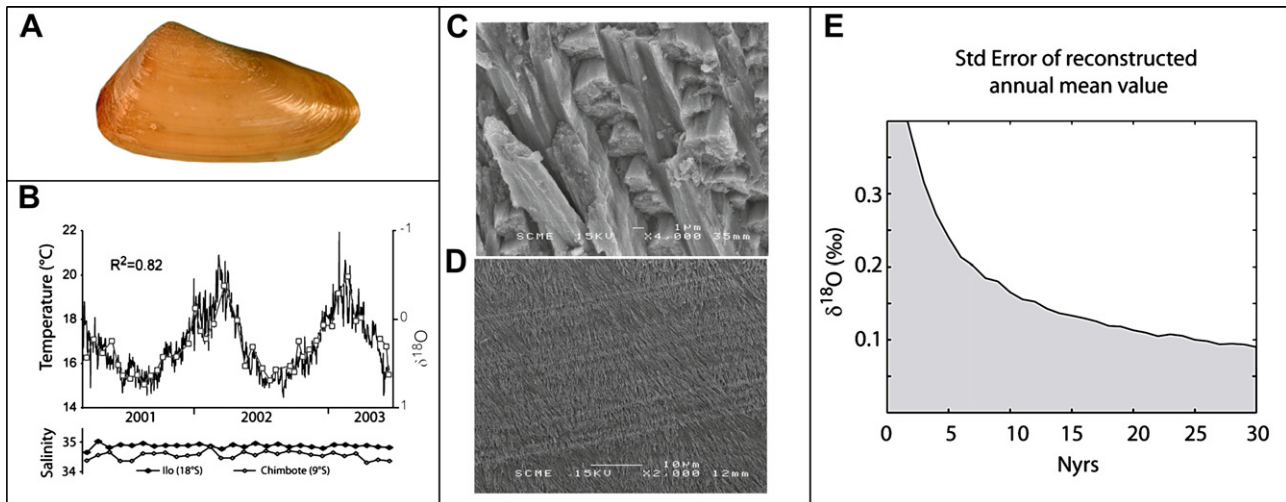 A
B
22
20
18
16
14
Temperature (°C)
R²=0.82
-1
0
1
δ¹⁸O
2001 2002 2003
Salinity
35
34
Ilo (18°S) Chimbote (9°S)
C
1µm
SCME 15KV X4,000 35mm
D
10µm
SCME 15KV X2,000 12mm
E
Std Error of reconstructed
annual mean value
0.3
0.2
0.1
δ¹⁸O (‰)
0 5 10 15 20 25 30
Nyrs